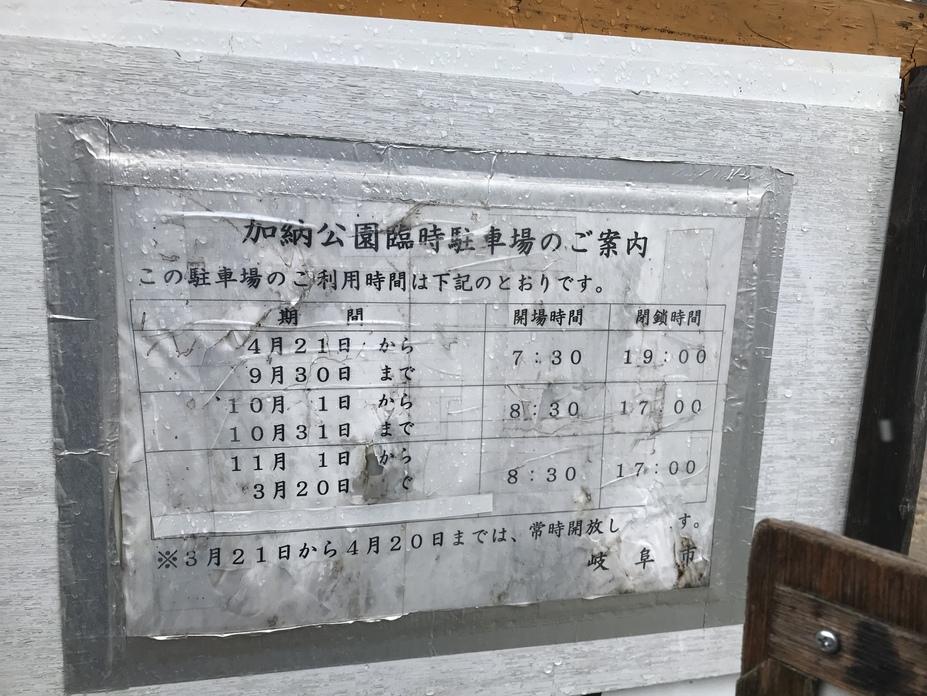 加納公園臨時駐車場のご案内
この駐車場のご利用時間は下記のとおりです。
期 間 開場時間 閉鎖時間
4月21日 から
9月30日 まで
7:30 19:00
10月 1日 から
10月31日 まで
8:30 17:00
11月 1日 から
3月20日
8:30 17:00
※3月21日から4月20日までは、常時開放し す。
岐阜市